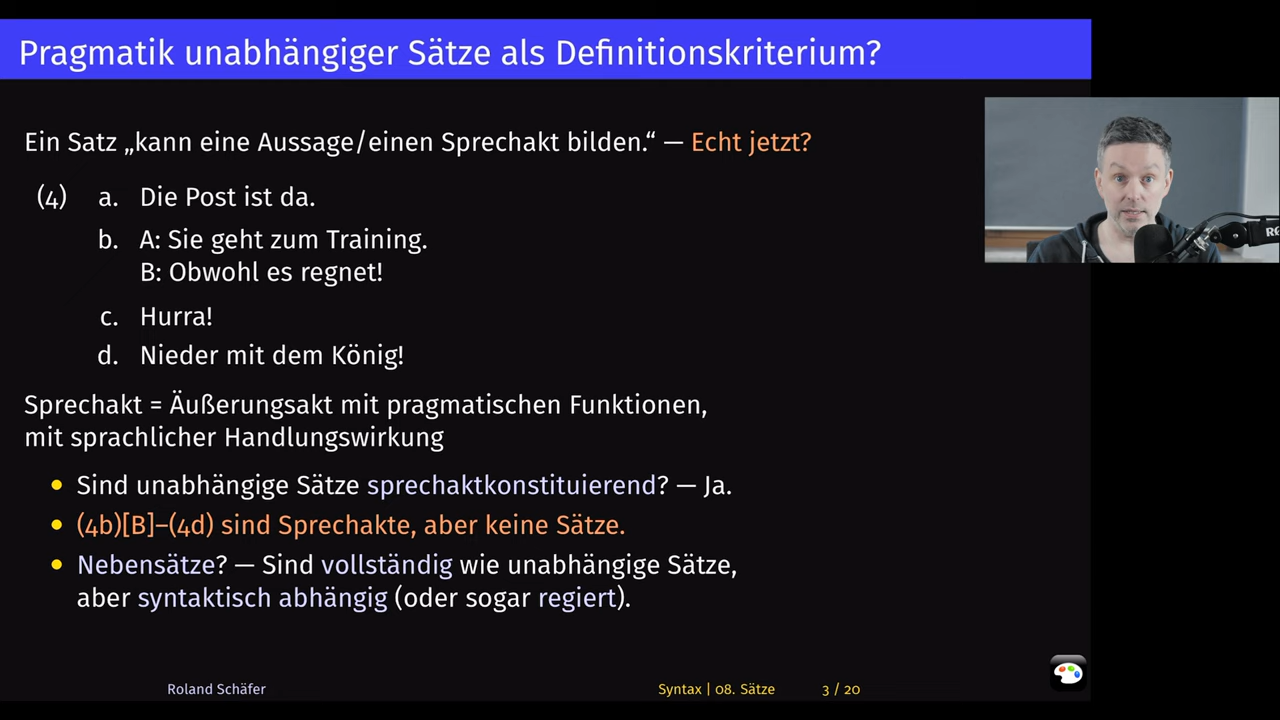 Pragmatik unabhängiger Sätze als Definitionskriterium?
Ein Satz „kann eine Aussage/einen Sprechakt bilden.“ — Echt jetzt?
(4) a. Die Post ist da.
b. A: Sie geht zum Training.
B: Obwohl es regnet!
c. Hurra!
d. Nieder mit dem König!
Sprechakt = Äußerungsakt mit pragmatischen Funktionen,
mit sprachlicher Handlungswirkung
• Sind unabhängige Sätze sprechaktkonstituierend? — Ja.
• (4b)[B]–(4d) sind Sprechakte, aber keine Sätze.
• Nebensätze? — Sind vollständig wie unabhängige Sätze,
aber syntaktisch abhängig (oder sogar regiert).
Roland Schäfer Syntax | 08. Sätze 3 / 20